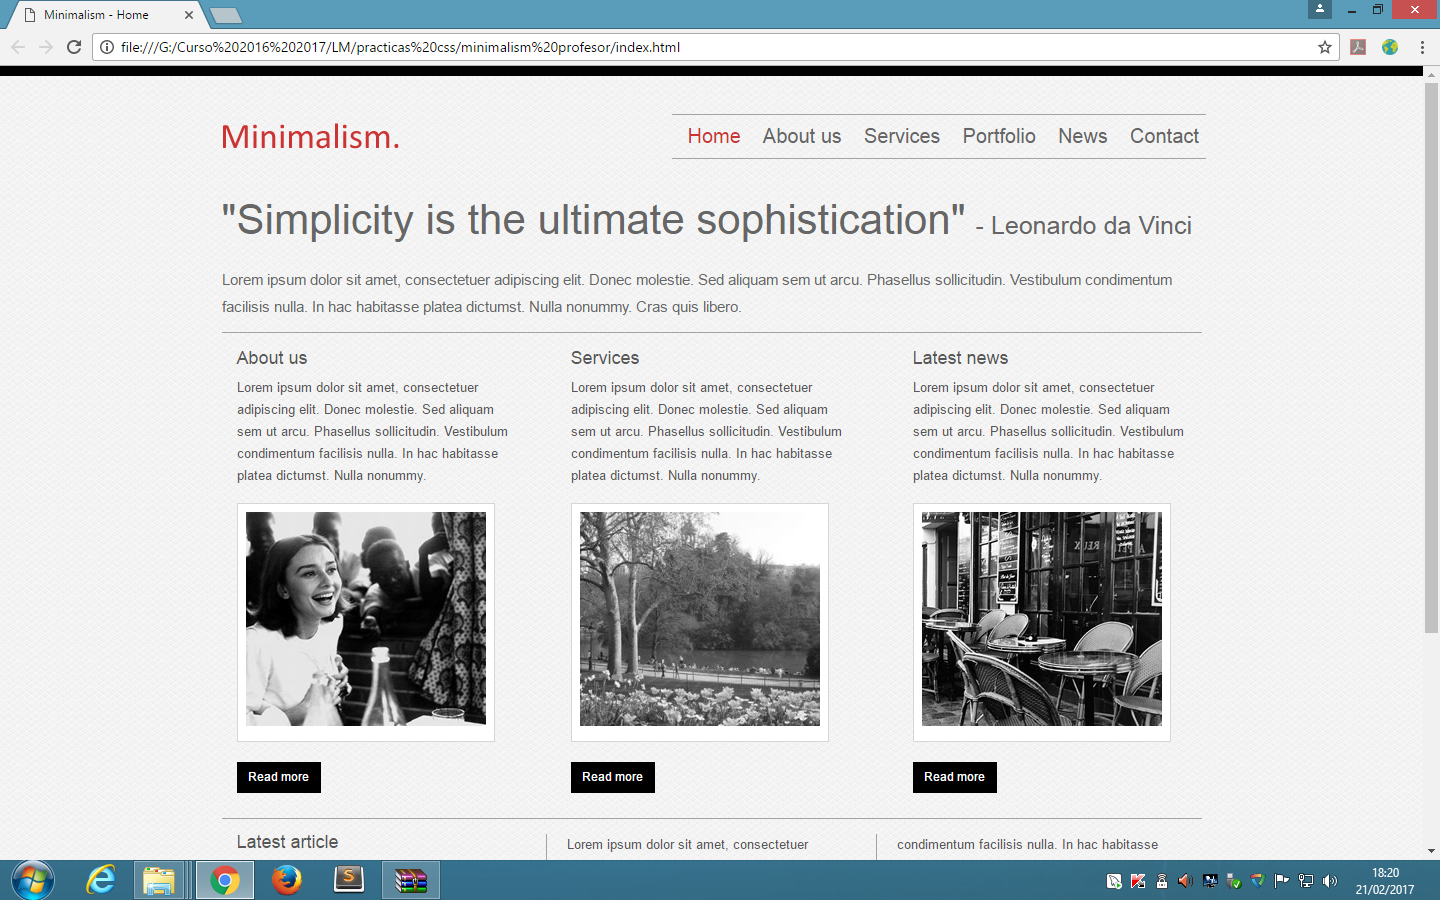 Minimalism - Home
file:///G:/Curso%202016%202017/LM/practicas%20css/minimalism%20profesor/index.html
Minimalism.
Home About us Services Portfolio News Contact
"Simplicity is the ultimate sophistication" - Leonardo da Vinci
Lorem ipsum dolor sit amet, consectetuer adipiscing elit. Donec molestie. Sed aliquam sem ut arcu. Phasellus sollicitudin. Vestibulum condimentum
facilisis nulla. In hac habitasse platea dictumst. Nulla nonummy. Cras quis libero.
About us
Lorem ipsum dolor sit amet, consectetuer
adipiscing elit. Donec molestie. Sed aliquam
sem ut arcu. Phasellus sollicitudin. Vestibulum
condimentum facilisis nulla. In hac habitasse
platea dictumst. Nulla nonummy.
Read more
Services
Lorem ipsum dolor sit amet, consectetuer
adipiscing elit. Donec molestie. Sed aliquam
sem ut arcu. Phasellus sollicitudin. Vestibulum
condimentum facilisis nulla. In hac habitasse
platea dictumst. Nulla nonummy.
Read more
Latest news
Lorem ipsum dolor sit amet, consectetuer
adipiscing elit. Donec molestie. Sed aliquam
sem ut arcu. Phasellus sollicitudin. Vestibulum
condimentum facilisis nulla. In hac habitasse
platea dictumst. Nulla nonummy.
Read more
Latest article
Lorem ipsum dolor sit amet, consectetuer
condimentum facilisis nulla. In hac habitasse
18:20
21/02/2017